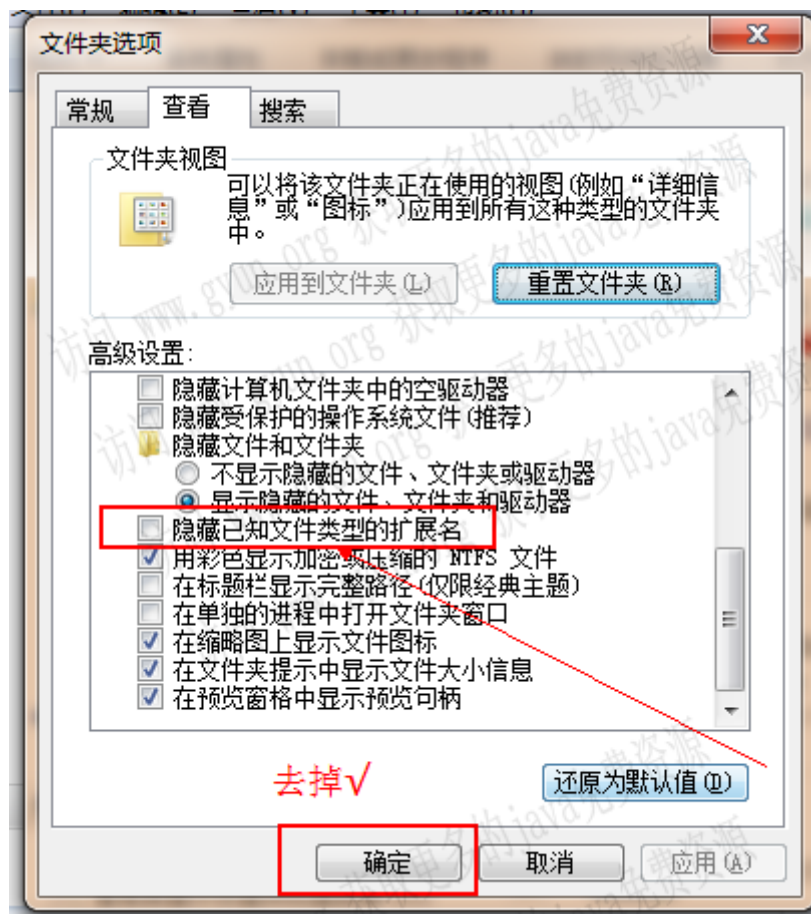 文件夹选项
常规
查看
搜索
文件夹视图
可以将该文件夹正在使用的视图(例如“详细信
息”或“图标”)应用到所有这种类型的文件夹
中。
应用到文件夹(L)
重置文件夹(R)
高级设置:
隐藏计算机文件夹中的空驱动器
隐藏受保护的操作系统文件(推荐)
隐藏文件和文件夹
不显示隐藏的文件、文件夹或驱动器
显示隐藏的文件、文件夹和驱动器
隐藏已知文件类型的扩展名
用彩色显示加密或压缩的 NTFS 文件
在标题栏显示完整路径(仅限经典主题)
在单独的进程中打开文件夹窗口
在缩略图上显示文件图标
在文件夹提示中显示文件大小信息
在预览窗格中显示预览句柄
去掉√
还原为默认值(D)
确定
取消
应用(A)